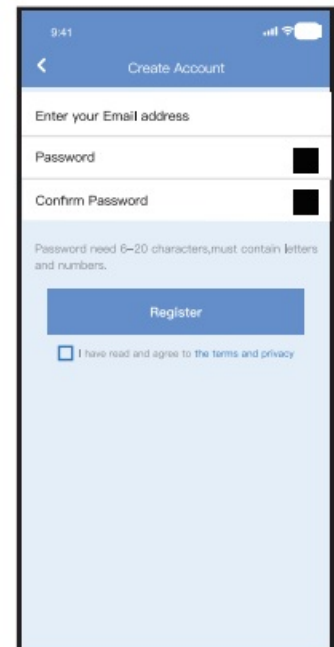 9:41
Create Account
Enter your Email address
Password
Confirm Password
Password need 6–20 characters,must contain letters
and numbers.
Register
I have read and agree to the terms and privacy